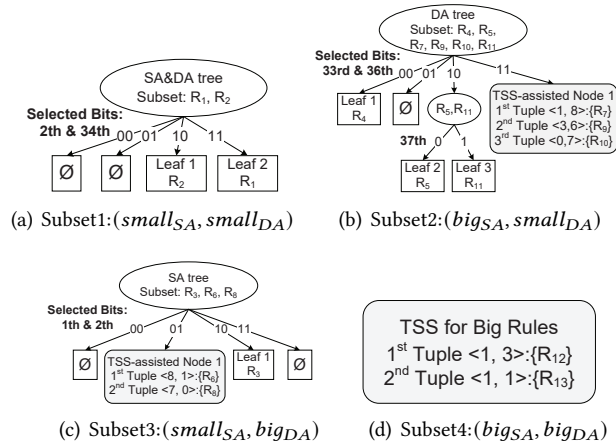 SA&DA tree
Subset: R1, R2
Selected Bits:
2th & 34th
00 01 10 11
Ø
Ø
Leaf 1
R2
Leaf 2
R1
(a) Subset1:(smallSA, smallDA)
DA tree
Subset: R4, R5,
R7, R9, R10, R11
Selected Bits:
33rd & 36th
00 01 10 11
Leaf 1
R4
Ø
R5,R11
TSS-assisted Node 1
1st Tuple <1, 8>:{R7}
2nd Tuple <3,6>:{R9}
3rd Tuple <0,7>:{R10}
37th 0 1
Leaf 2
R5
Leaf 3
R11
(b) Subset2:(bigSA, smallDA)
SA tree
Subset: R3, R6, R8
Selected Bits:
1th & 2th
00 01 10 11
Ø
TSS-assisted Node 1
1st Tuple <8, 1>:{R6}
2nd Tuple <7, 0>:{R8}
Leaf 1
R3
Ø
(c) Subset3:(smallSA, bigDA)
TSS for Big Rules
1st Tuple <1, 3>:{R12}
2nd Tuple <1, 1>:{R13}
(d) Subset4:(bigSA, bigDA)